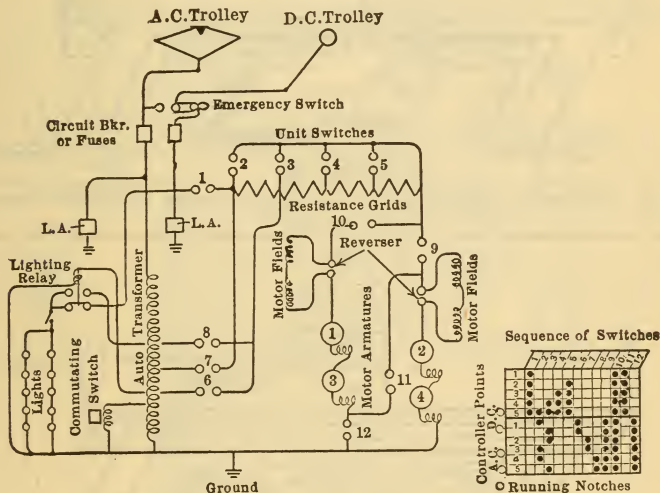 A.C.Trolley
D.C.Trolley
Emergency Switch
Circuit Bkr.
or Fuses
Unit Switches
1
2
3
4
5
Resistance Grids
L.A.
L.A.
10
9
Reverser
Lighting
Relay
Motor Fields
Motor Fields
Auto Transformer
8
7
6
1
2
3
4
Motor Armatures
11
12
Lights
Commutating
Switch
Ground
Sequence of Switches
Controller Points
D.C.
A.C.
Running Notches